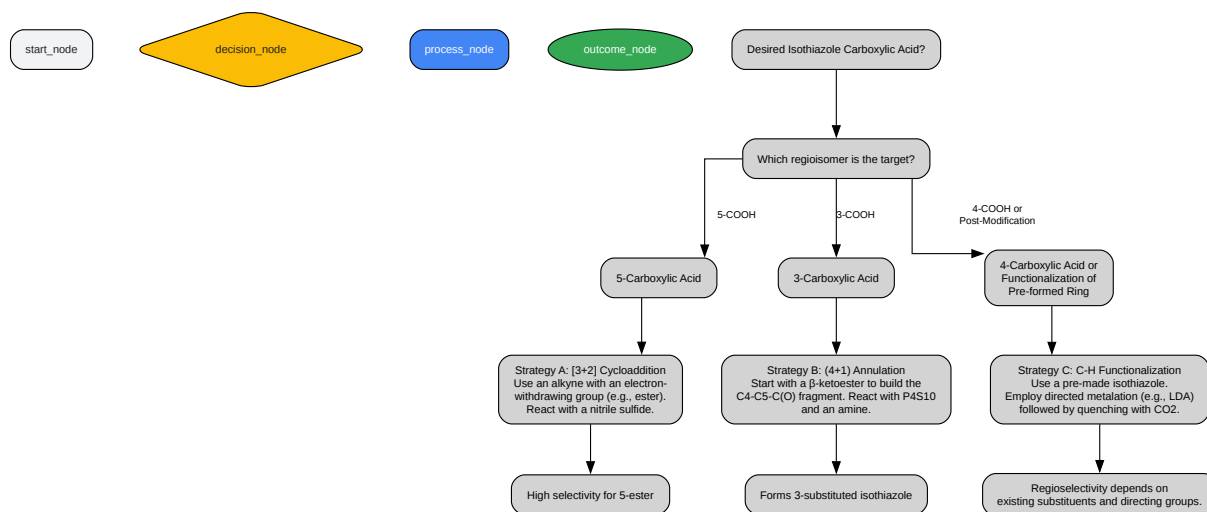 start_node
decision_node
process_node
outcome_node
Desired Isothiazole Carboxylic Acid?
Which regioisomer is the target?
5-COOH
3-COOH
4-COOH or
Post-Modification
5-Carboxylic Acid
3-Carboxylic Acid
4-Carboxylic Acid or
Functionalization of
Pre-formed Ring
Strategy A: [3+2] Cycloaddition
Use an alkyne with an electron-
withdrawing group (e.g., ester).
React with a nitrile sulfide.
Strategy B: (4+1) Annulation
Start with a β-ketoester to build the
C4-C5-C(O) fragment. React with P4S10
and an amine.
Strategy C: C-H Functionalization
Use a pre-made isothiazole.
Employ directed metalation (e.g., LDA)
followed by quenching with CO2.
High selectivity for 5-ester
Forms 3-substituted isothiazole
Regioselectivity depends on
existing substituents and directing groups.